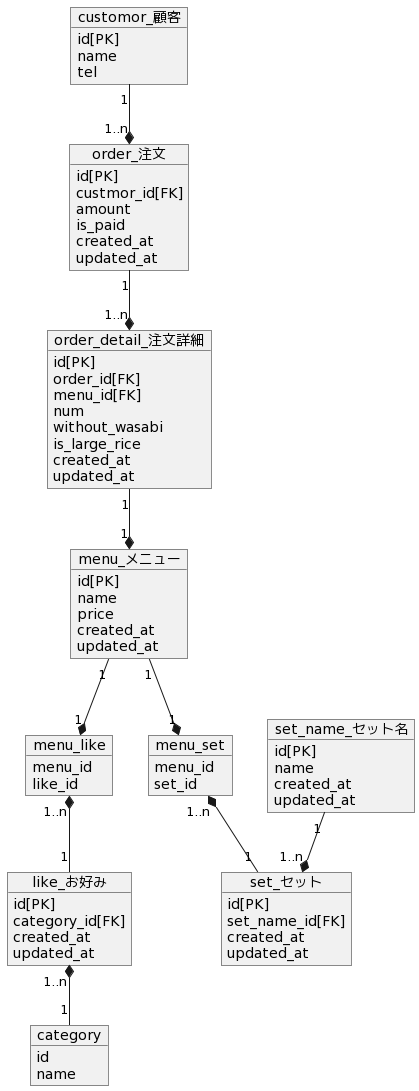 customor_顧客
id[PK]
name
tel
1
1..n
order_注文
id[PK]
custmor_id[FK]
amount
is_paid
created_at
updated_at
1
1..n
order_detail_注文詳細
id[PK]
order_id[FK]
menu_id[FK]
num
without_wasabi
is_large_rice
created_at
updated_at
1
1
menu_メニュー
id[PK]
name
price
created_at
updated_at
1
1
1
1
menu_like
menu_id
like_id
menu_set
menu_id
set_id
set_name_セット名
id[PK]
name
created_at
updated_at
1..n
1
1..n
1
1
1..n
like_お好み
id[PK]
category_id[FK]
created_at
updated_at
set_セット
id[PK]
set_name_id[FK]
created_at
updated_at
1..n
1
category
id
name